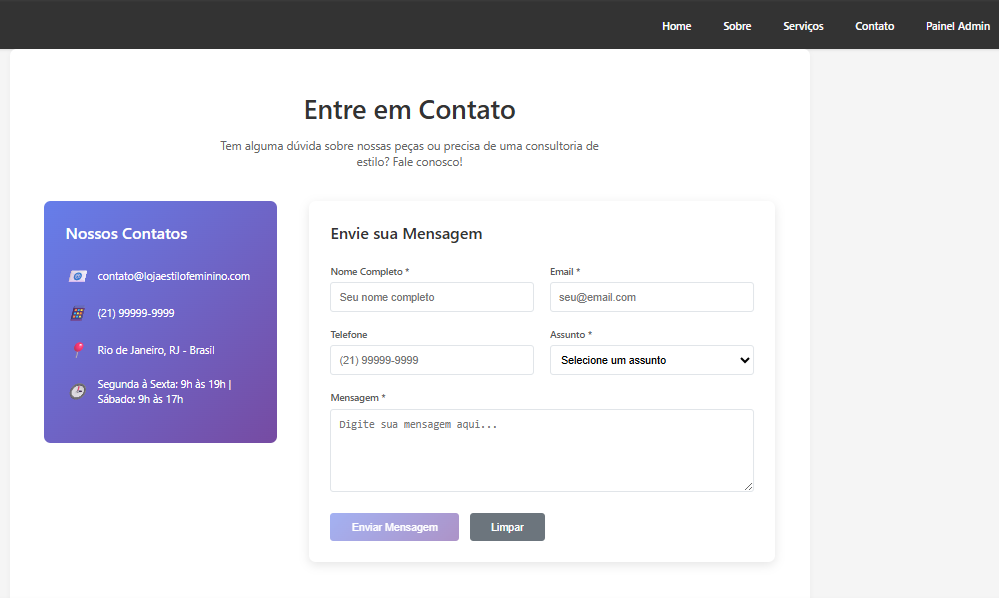 Home Sobre Serviços Contato Painel Admin
Entre em Contato
Tem alguma dúvida sobre nossas peças ou precisa de uma consultoria de
estilo? Fale conosco!
Nossos Contatos
contato@lojaestilofeminino.com
(21) 99999-9999
Rio de Janeiro, RJ - Brasil
Segunda à Sexta: 9h às 19h |
Sábado: 9h às 17h
Envie sua Mensagem
Nome Completo * Email *
Seu nome completo seu@email.com
Telefone Assunto *
(21) 99999-9999 Selecione um assunto
Mensagem *
Digite sua mensagem aqui...
Enviar Mensagem Limpar